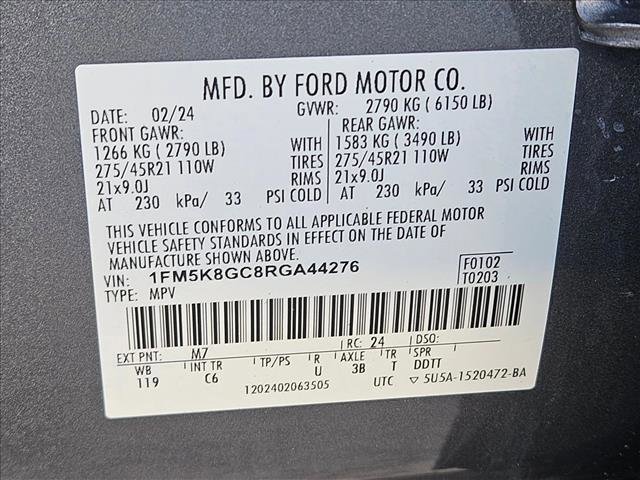 MFD. BY FORD MOTOR CO.
DATE: 02/24 GVWR: 2790 KG ( 6150 LB)
FRONT GAWR: REAR GAWR:
1266 KG ( 2790 LB) WITH 1583 KG ( 3490 LB) WITH
275/45R21 110W TIRES 275/45R21 110W TIRES
21x9.0J RIMS 21x9.0J RIMS
AT 230 kPa/ 33 PSI COLD AT 230 kPa/ 33 PSI COLD
THIS VEHICLE CONFORMS TO ALL APPLICABLE FEDERAL MOTOR
VEHICLE SAFETY STANDARDS IN EFFECT ON THE DATE OF
MANUFACTURE SHOWN ABOVE.
VIN: 1FM5K8GC8RGA44276 F0102
TYPE: MPV T0203
EXT PNT: M7 RC: 24 DSO:
WB INT TR TP/PS R AXLE TR SPR
119 C6 U 3B T DDTT
1202402063505 UTC ▽ 5U5A-1520472-BA